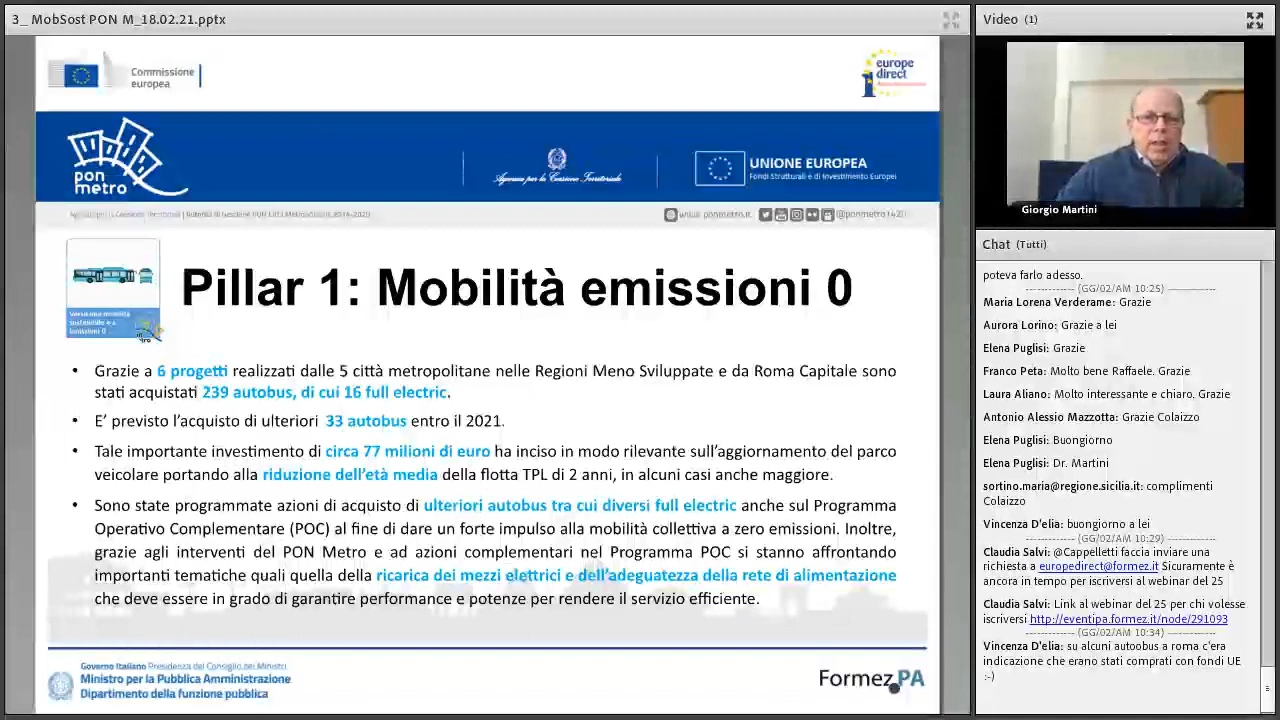 3_ MobSost PON M_18.02.21.pptx
Commissione
europea
europe
direct
pon
metro
Agenzia per la Coesione Territoriale
UNIONE EUROPEA
Fondi Strutturali e di Investimento Europei
www.ponmetro.it
@ponmetro1420
sostenibile e a
Emissioni 0
Pillar 1: Mobilità emissioni 0
• Grazie a 6 progetti realizzati dalle 5 città metropolitane nelle Regioni Meno Sviluppate e da Roma Capitale sono
stati acquistati 239 autobus, di cui 16 full electric.
• E’ previsto l’acquisto di ulteriori 33 autobus entro il 2021.
• Tale importante investimento di circa 77 milioni di euro ha inciso in modo rilevante sull’aggiornamento del parco
veicolare portando alla riduzione dell’età media della flotta TPL di 2 anni, in alcuni casi anche maggiore.
• Sono state programmate azioni di acquisto di ulteriori autobus tra cui diversi full electric anche sul Programma
Operativo Complementare (POC) al fine di dare un forte impulso alla mobilità collettiva a zero emissioni. Inoltre,
grazie agli interventi del PON Metro e ad azioni complementari nel Programma POC si stanno affrontando
importanti tematiche quali quella della ricarica dei mezzi elettrici e dell’adeguatezza della rete di alimentazione
che deve essere in grado di garantire performance e potenze per rendere il servizio efficiente.
Governo Italiano Presidenza del Consiglio dei Ministri
Ministro per la Pubblica Amministrazione
Dipartimento della funzione pubblica
Formez PA
Video (1)
Giorgio Martini
Chat (Tutti)
poteva farlo adesso.
------------ (GG/02/AM 10:25) ------------
Maria Lorena Verderame: Grazie
Aurora Lorino: Grazie a lei
Elena Puglisi: Grazie
Franco Peta: Molto bene Raffaele. Grazie
Laura Aliano: Molto interessante e chiaro. Grazie
Antonio Alessio Mazzotta: Grazie Colaizzo
Elena Puglisi: Buongiorno
Elena Puglisi: Dr. Martini
sortino.maria@regione.sicilia.it: complimenti
Colaizzo
Vincenza D'elia: buongiorno a lei
------------ (GG/02/AM 10:29) ------------
Claudia Salvi: @Cappelletti faccia inviare una
richiesta a europedirect@formez.it Sicuramente è
ancora in tempo per iscriversi al webinar del 25
Claudia Salvi: Link al webinar del 25 per chi volesse
iscriversi http://eventipa.formez.it/node/291093
------------ (GG/02/AM 10:34) ------------
Vincenza D'elia: su alcuni autoobus a roma c'era
indicazione che erano stati comprati con fondi UE
:-)